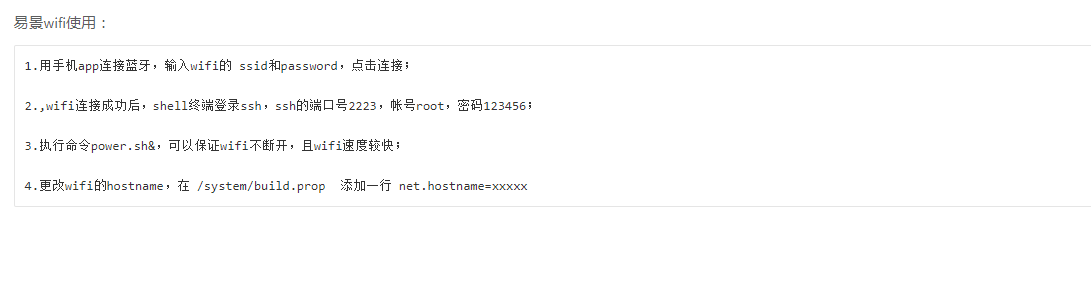 易景wifi使用：
1.用手机app连接蓝牙，输入wifi的 ssid和password，点击连接；
2.,wifi连接成功后，shell终端登录ssh，ssh的端口号2223，帐号root，密码123456；
3.执行命令power.sh&，可以保证wifi不断开，且wifi速度较快；
4.更改wifi的hostname，在 /system/build.prop  添加一行 net.hostname=xxxxx